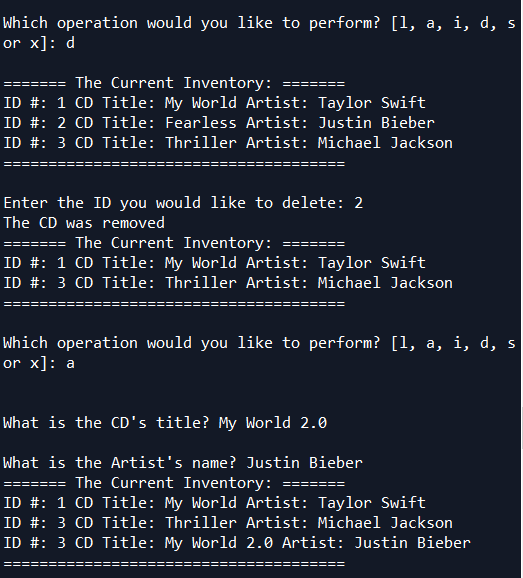 Which operation would you like to perform? [l, a, i, d, s
or x]: d
======= The Current Inventory: =======
ID #: 1 CD Title: My World Artist: Taylor Swift
ID #: 2 CD Title: Fearless Artist: Justin Bieber
ID #: 3 CD Title: Thriller Artist: Michael Jackson
======================================
Enter the ID you would like to delete: 2
The CD was removed
======= The Current Inventory: =======
ID #: 1 CD Title: My World Artist: Taylor Swift
ID #: 3 CD Title: Thriller Artist: Michael Jackson
======================================
Which operation would you like to perform? [l, a, i, d, s
or x]: a
What is the CD's title? My World 2.0
What is the Artist's name? Justin Bieber
======= The Current Inventory: =======
ID #: 1 CD Title: My World Artist: Taylor Swift
ID #: 3 CD Title: Thriller Artist: Michael Jackson
ID #: 3 CD Title: My World 2.0 Artist: Justin Bieber
======================================